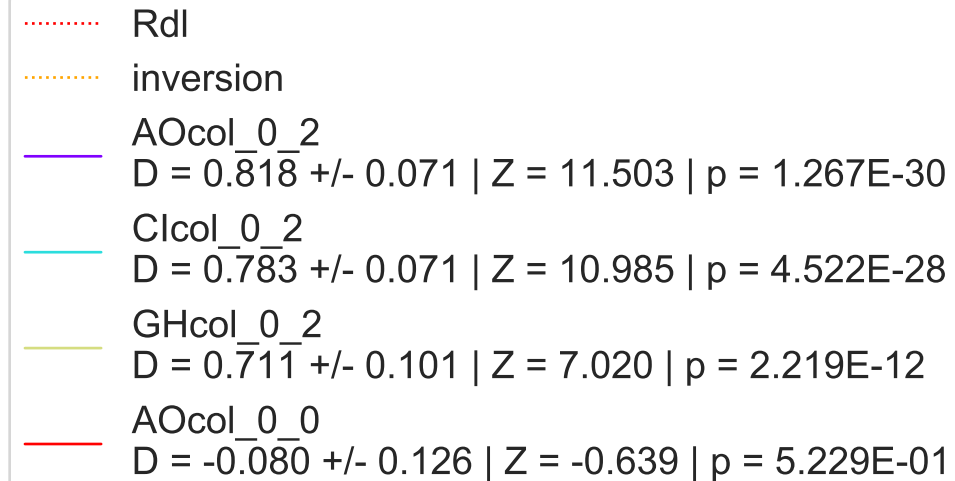 Rdl
inversion
AOcol_0_2
D = 0.818 +/- 0.071 | Z = 11.503 | p = 1.267E-30
CIcol_0_2
D = 0.783 +/- 0.071 | Z = 10.985 | p = 4.522E-28
GHcol_0_2
D = 0.711 +/- 0.101 | Z = 7.020 | p = 2.219E-12
AOcol_0_0
D = -0.080 +/- 0.126 | Z = -0.639 | p = 5.229E-01